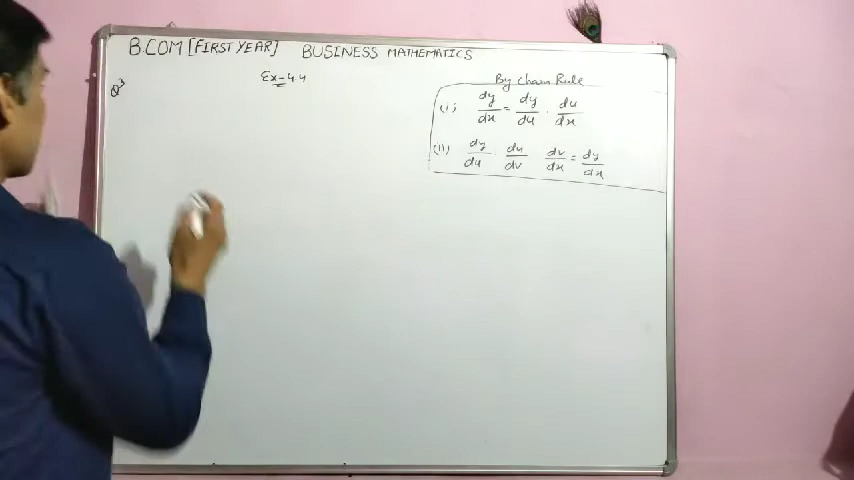 B.COM [FIRST YEAR] BUSINESS MATHEMATICS
Ex-4.4
Q3
By chain Rule
(i) dy/dx = dy/du . du/dx
(ii) dy/du . du/dv dv/dx = dy/dx